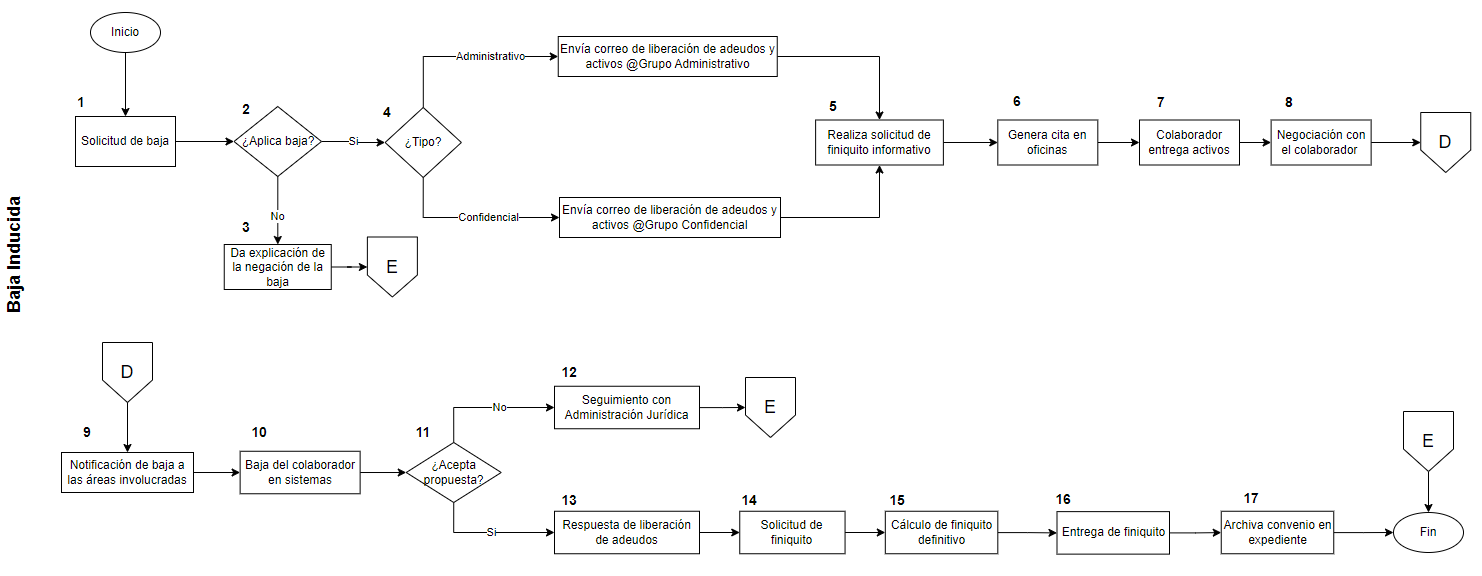 Baja Inducida
Inicio
1
Solicitud de baja
2
¿Aplica baja?
Si
No
3
Da explicación de
la negación de la
baja
E
4
¿Tipo?
Administrativo
Envía correo de liberación de adeudos y
activos @Grupo Administrativo
Confidencial
Envía correo de liberación de adeudos y
activos @Grupo Confidencial
5
Realiza solicitud de
finiquito informativo
6
Genera cita en
oficinas
7
Colaborador
entrega activos
8
Negociación con
el colaborador
D
D
9
Notificación de baja a
las áreas involucradas
10
Baja del colaborador
en sistemas
11
¿Acepta
propuesta?
No
12
Seguimiento con
Administración Jurídica
E
Si
13
Respuesta de liberación
de adeudos
14
Solicitud de
finiquito
15
Cálculo de finiquito
definitivo
16
Entrega de finiquito
17
Archiva convenio en
expediente
E
Fin